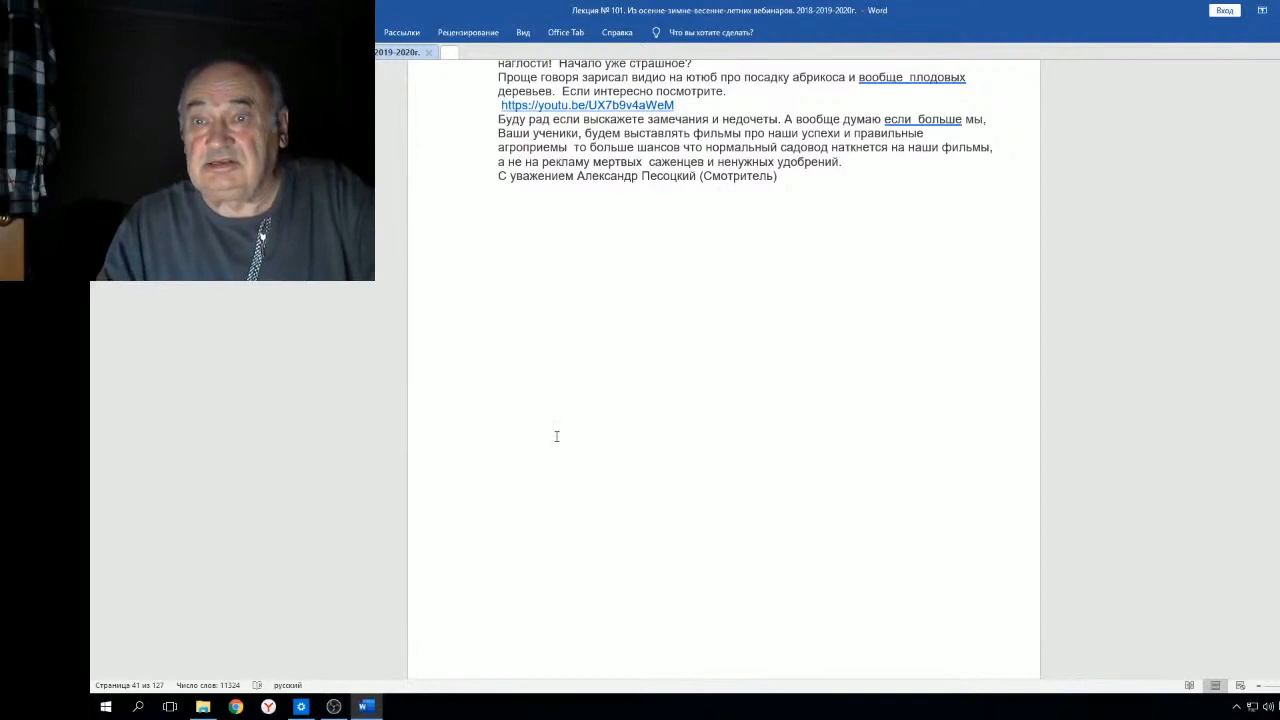 Лекция № 101. Из осенне-зимне-весенне-летних вебинаров. 2018-2019-2020г. - Word
Вход
Рассылки Рецензирование Вид Office Tab Справка Что вы хотите сделать?
2019-2020г.
наглости! Начало уже страшное?
Проще говоря зарисал видио на ютюб про посадку абрикоса и вообще плодовых
деревьев. Если интересно посмотрите.
https://youtu.be/UX7b9v4aWeM
Буду рад если выскажете замечания и недочеты. А вообще думаю если больше мы,
Ваши ученики, будем выставлять фильмы про наши успехи и правильные
агроприемы то больше шансов что нормальный садовод наткнется на наши фильмы,
а не на рекламу мертвых саженцев и ненужных удобрений.
С уважением Александр Песоцкий (Смотритель)
Страница 41 из 127 Число слов: 11324 русский